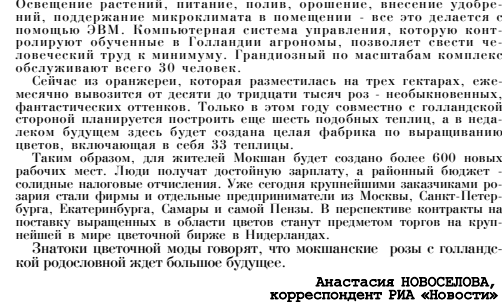 Освещение растений, питание, полив, орошение, внесение удобре-
ний, поддержание микроклимата в помещении - все это делается с
помощью ЭВМ. Компьютерная система управления, которую конт-
ролируют обученные в Голландии агрономы, позволяет свести че-
ловеческий труд к минимуму. Грандиозный по масштабам комплекс
обслуживают всего 30 человек.
Сейчас из оранжереи, которая разместилась на трех гектарах, еже-
месячно вывозится от десяти до тридцати тысяч роз - необыкновенных,
фантастических оттенков. Только в этом году совместно с голландской
стороной планируется построить еще шесть подобных теплиц, а в неда-
леком будущем здесь будет создана целая фабрика по выращиванию
цветов, включающая в себя 33 теплицы.
Таким образом, для жителей Мокшан будет создано более 600 новых
рабочих мест. Люди получат достойную зарплату, а районный бюджет -
солидные налоговые отчисления. Уже сегодня крупнейшими заказчиками ро-
зария стали фирмы и отдельные предприниматели из Москвы, Санкт-Петер-
бурга, Екатеринбурга, Самары и самой Пензы. В перспективе контракты на
поставку выращенных в области цветов станут предметом торгов на круп-
нейшей в мире цветочной бирже в Нидерландах.
Знатоки цветочной моды говорят, что мокшанские розы с голландс-
кой родословной ждет большое будущее.
Анастасия НОВОСЕЛОВА,
корреспондент РИА «Новости»